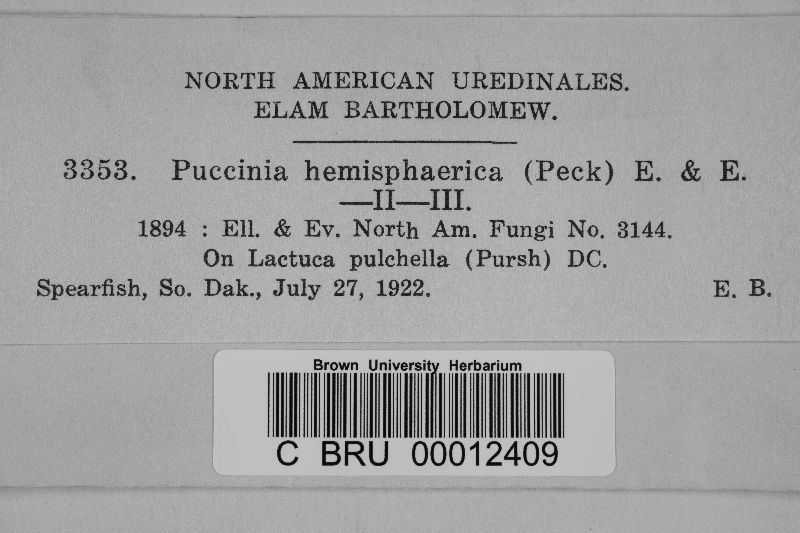 NORTH AMERICAN UREDINALES.
ELAM BARTHOLOMEW.
3353. Puccinia hemisphaerica (Peck) E. & E.
—II—III.
1894 : Ell. & Ev. North Am. Fungi No. 3144.
On Lactuca pulchella (Pursh) DC.
Spearfish, So. Dak., July 27, 1922. E. B.
Brown University Herbarium
C BRU 00012409